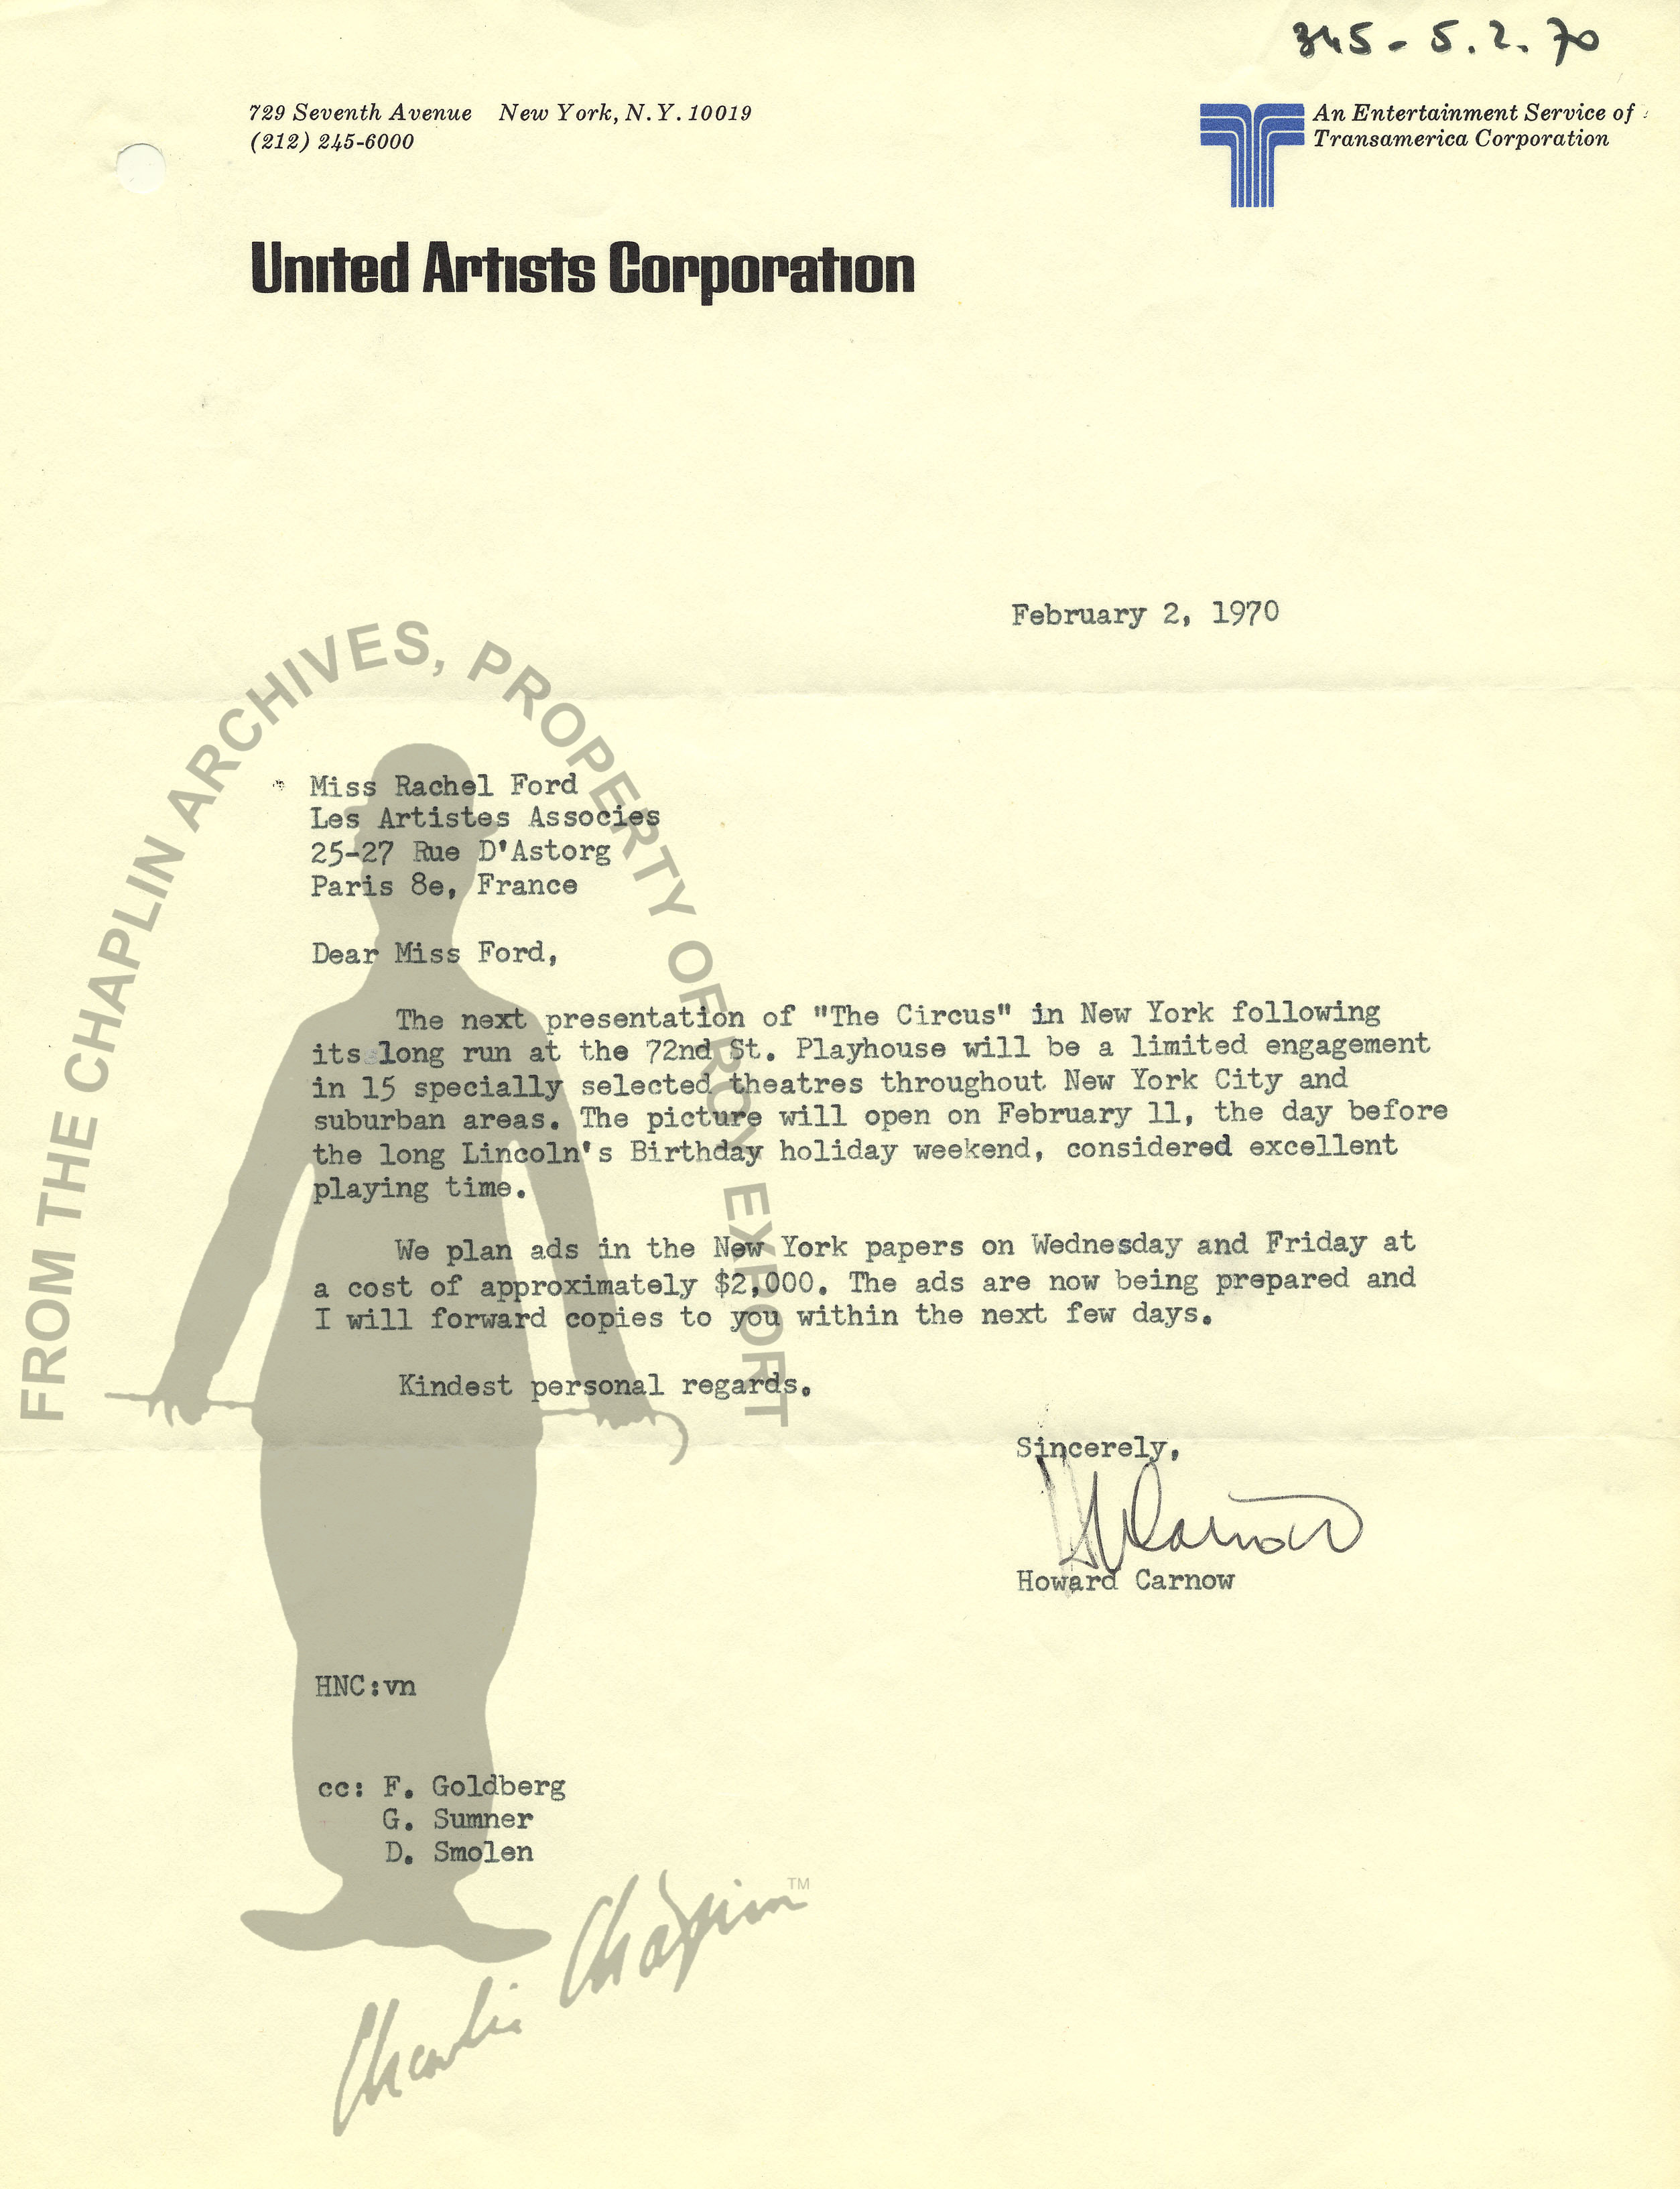 345 - 5.2.70
729 Seventh Avenue New York, N.Y. 10019
(212) 245-6000
An Entertainment Service of
Transamerica Corporation
United Artists Corporation
February 2, 1970
Miss Rachel Ford
Les Artistes Associes
25-27 Rue D'Astorg
Paris 8e, France
Dear Miss Ford,
The next presentation of "The Circus" in New York following
its long run at the 72nd St. Playhouse will be a limited engagement
in 15 specially selected theatres throughout New York City and
suburban areas. The picture will open on February 11, the day before
the long Lincoln's Birthday holiday weekend, considered excellent
playing time.
We plan ads in the New York papers on Wednesday and Friday at
a cost of approximately $2,000. The ads are now being prepared and
I will forward copies to you within the next few days.
Kindest personal regards.
Sincerely,
H Carnow
Howard Carnow
HNC:vn
cc: F. Goldberg
G. Sumner
D. Smolen
FROM THE CHAPLIN ARCHIVES, PROPERTY OF ROY EXPORT
Charlie Chaplin TM